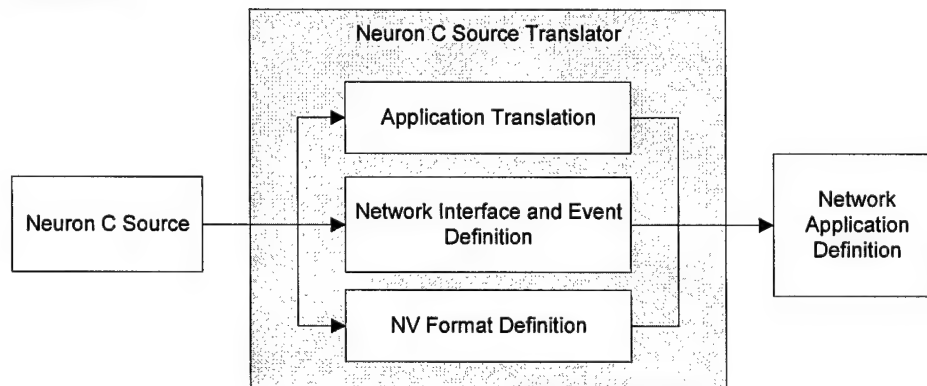 Neuron C Source Translator
Application Translation
Neuron C Source
Network Interface and Event
Definition
Network
Application
Definition
NV Format Definition